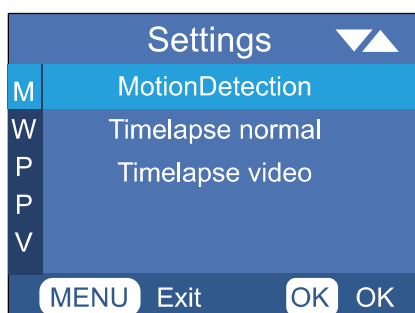 Settings
M MotionDetection
W Timelapse normal
P Timelapse video
P
V
MENU Exit OK OK